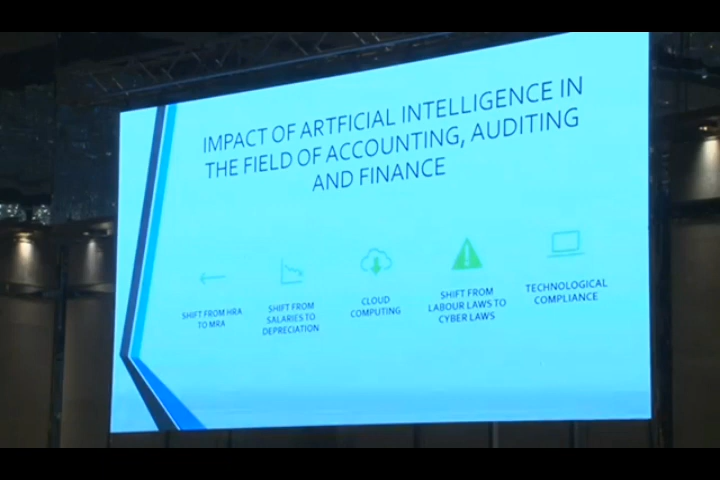 IMPACT OF ARTFICIAL INTELLIGENCE IN
THE FIELD OF ACCOUNTING, AUDITING
AND FINANCE
SHIFT FROM HRA
TO MRA
SHIFT FROM
SALARIES TO
DEPRECIATION
CLOUD
COMPUTING
SHIFT FROM
LABOUR LAWS TO
CYBER LAWS
TECHNOLOGICAL
COMPLIANCE